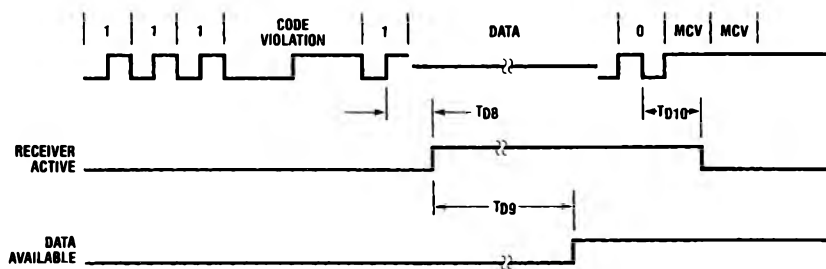 1 1 1 CODE VIOLATION 1 DATA 0 MCV MCV
TD8 TD10
RECEIVER ACTIVE
TD9
DATA AVAILABLE